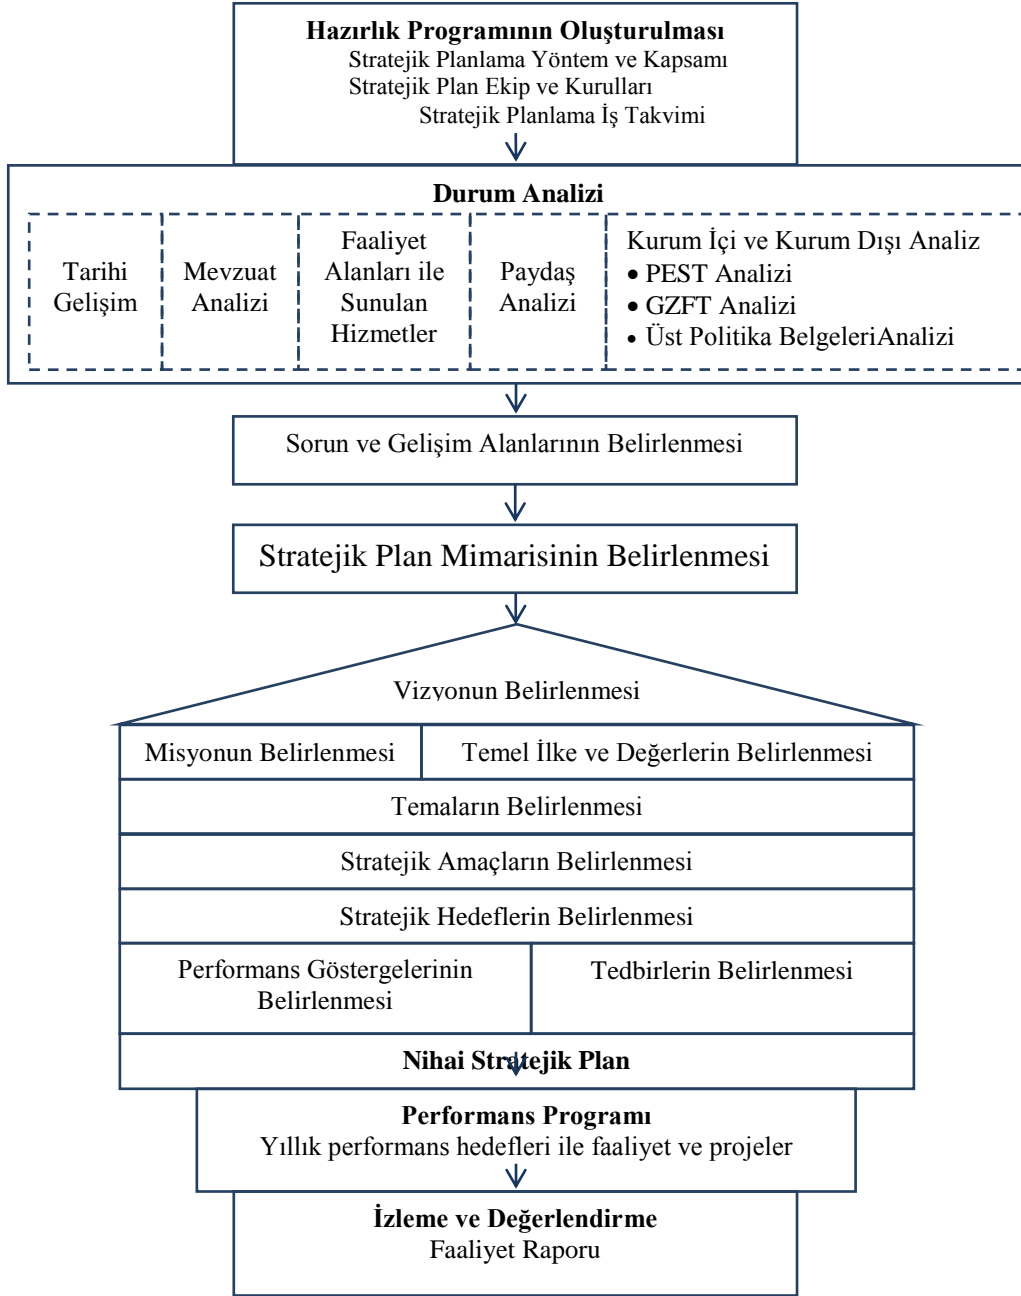 Hazırlık Programının Oluşturulması
Stratejik Planlama Yöntem ve Kapsamı
Stratejik Plan Ekip ve Kurulları
Stratejik Planlama İş Takvimi
Durum Analizi
Tarihi
Gelişim
Mevzuat
Analizi
Faaliyet
Alanları ile
Sunulan
Hizmetler
Paydaş
Analizi
Kurum İçi ve Kurum Dışı Analiz
• PEST Analizi
• GZFT Analizi
• Üst Politika BelgeleriAnalizi
Sorun ve Gelişim Alanlarının Belirlenmesi
Stratejik Plan Mimarisinin Belirlenmesi
Vizyonun Belirlenmesi
Misyonun Belirlenmesi
Temel İlke ve Değerlerin Belirlenmesi
Temaların Belirlenmesi
Stratejik Amaçların Belirlenmesi
Stratejik Hedeflerin Belirlenmesi
Performans Göstergelerinin
Belirlenmesi
Tedbirlerin Belirlenmesi
Nihai Stratejik Plan
Performans Programı
Yıllık performans hedefleri ile faaliyet ve projeler
İzleme ve Değerlendirme
Faaliyet Raporu